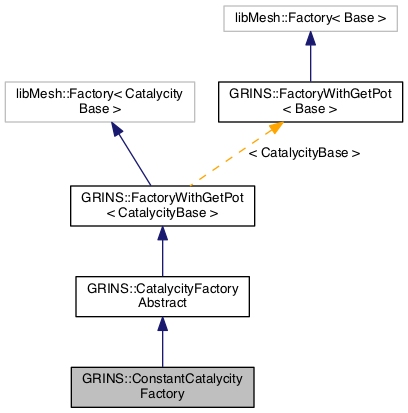 libMesh::Factory< Base >
libMesh::Factory< Catalycity
Base >
GRINS::FactoryWithGetPot
< Base >
< CatalycityBase >
GRINS::FactoryWithGetPot
< CatalycityBase >
GRINS::CatalycityFactory
Abstract
GRINS::ConstantCatalycity
Factory